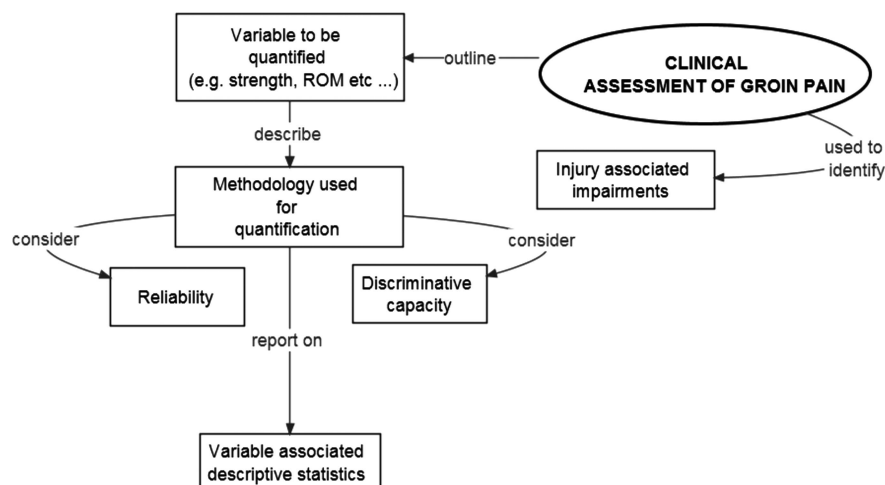 Variable to be
quantified
(e.g. strength, ROM etc ...)
outline
CLINICAL
ASSESSMENT OF GROIN PAIN
describe
used to
identify
Injury associated
impairments
Methodology used
for
quantification
consider
consider
Reliability
Discriminative
capacity
report on
Variable associated
descriptive statistics